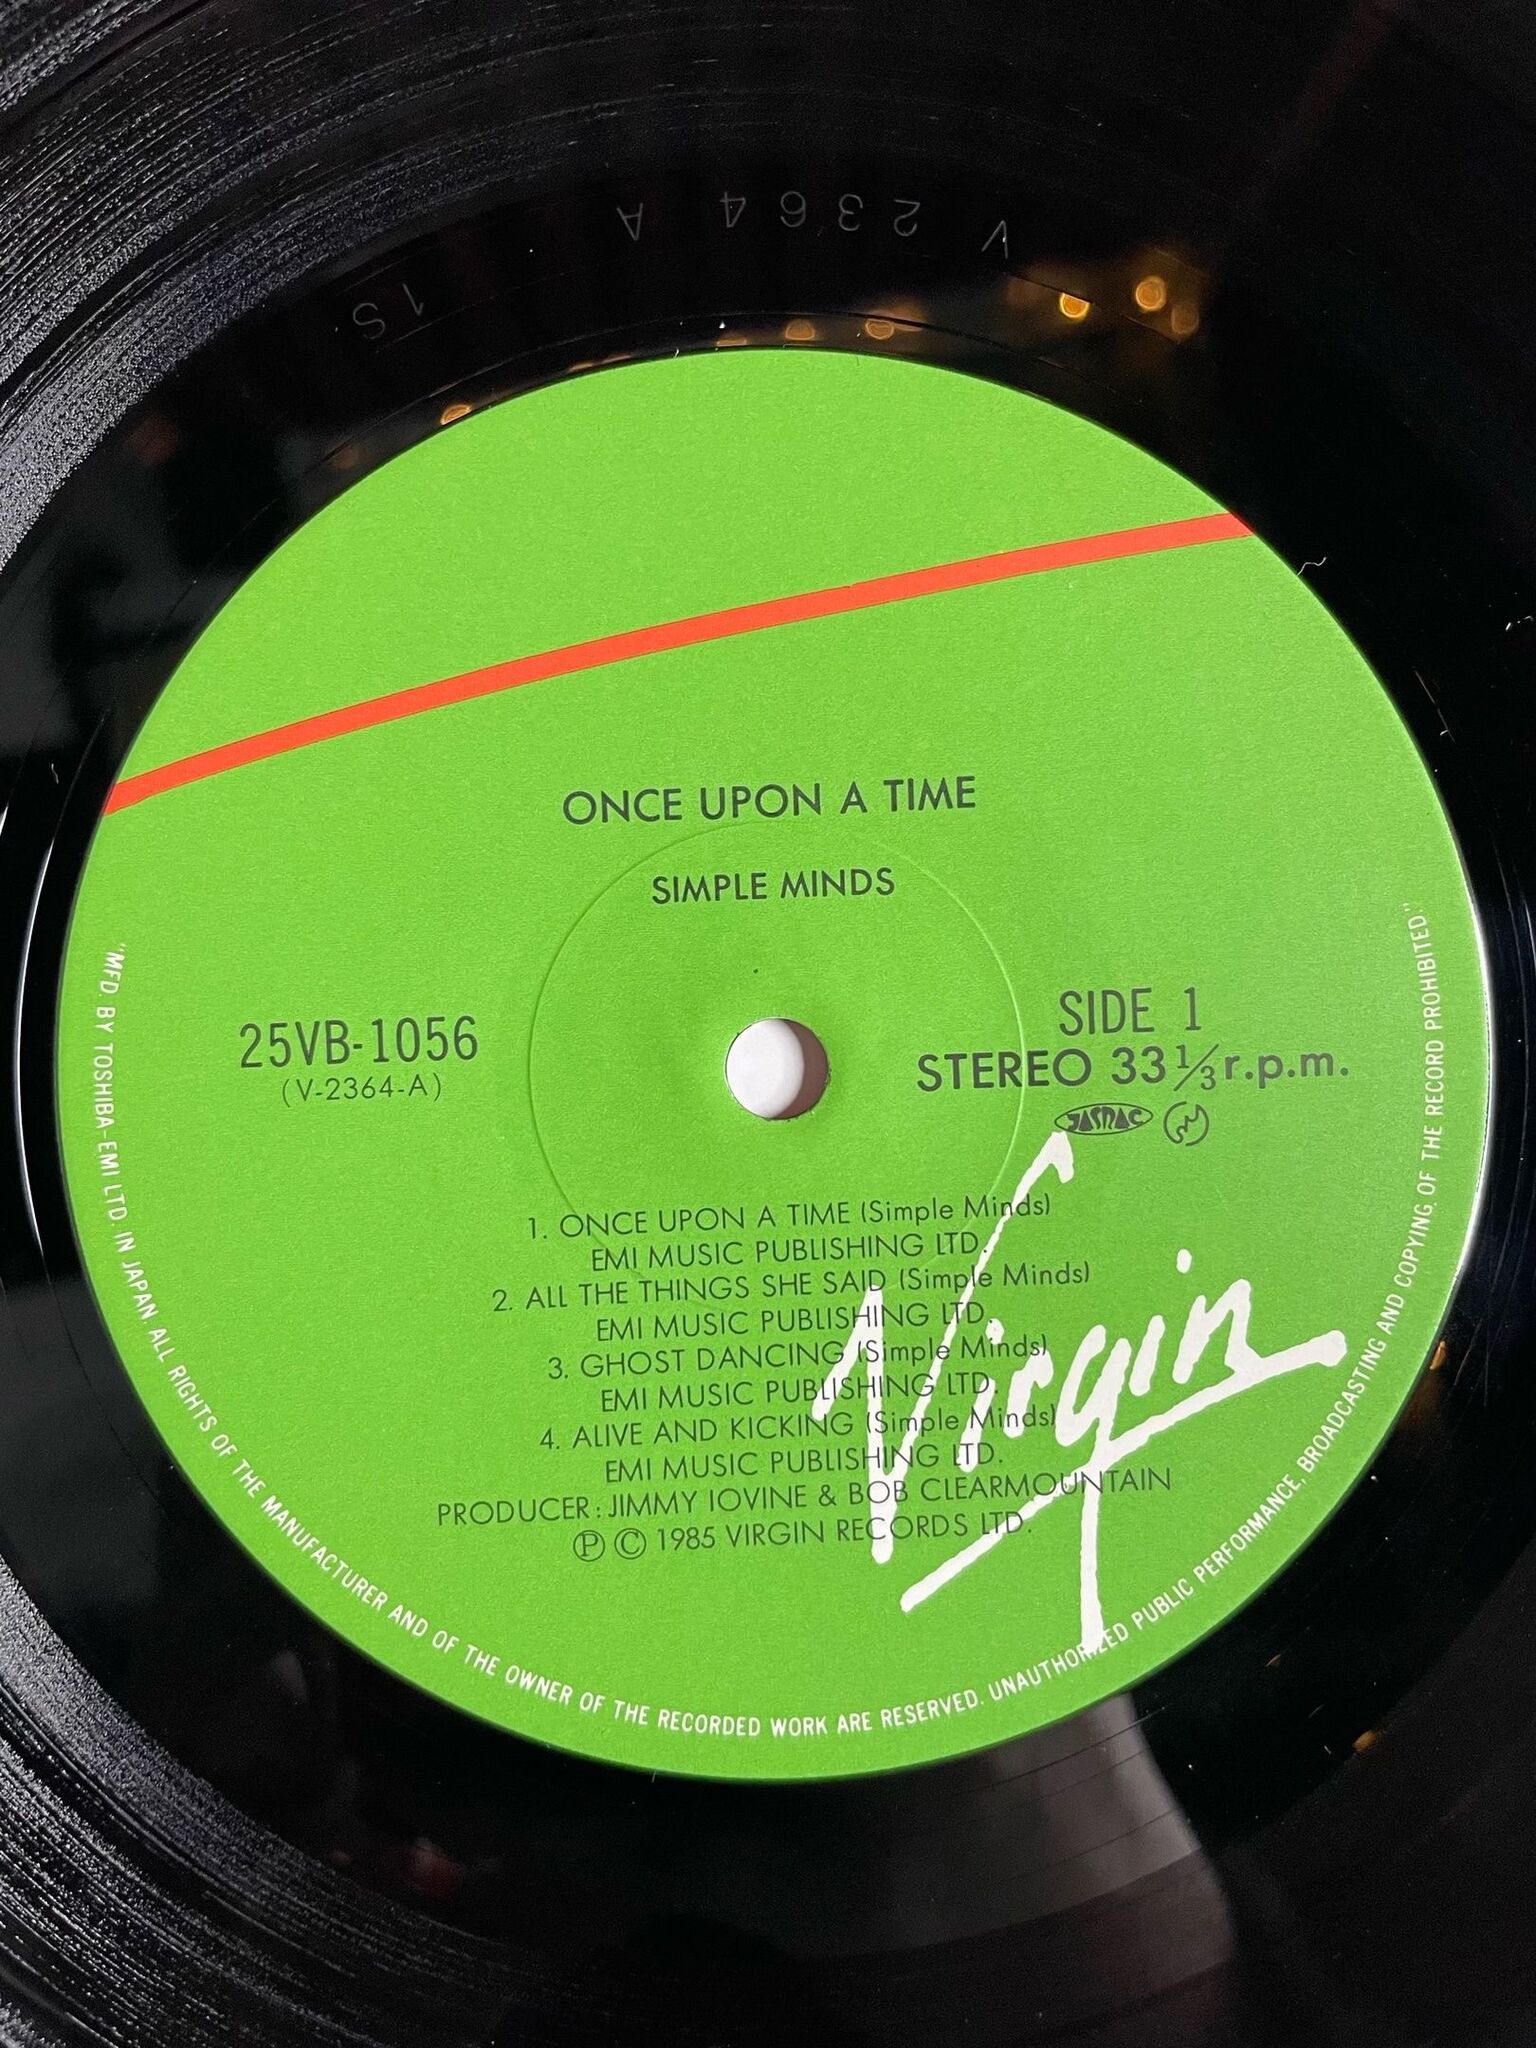 V 2364 A 1S
ONCE UPON A TIME
SIMPLE MINDS
25VB-1056
(V-2364-A)
SIDE 1
STEREO 33 1/3 r.p.m.
JASRAC
1. ONCE UPON A TIME (Simple Minds)
EMI MUSIC PUBLISHING LTD.
2. ALL THE THINGS SHE SAID (Simple Minds)
EMI MUSIC PUBLISHING LTD.
3. GHOST DANCING (Simple Minds)
EMI MUSIC PUBLISHING LTD.
4. ALIVE AND KICKING (Simple Minds)
EMI MUSIC PUBLISHING LTD.
PRODUCER: JIMMY IOVINE & BOB CLEARMOUNTAIN
Ⓟ © 1985 VIRGIN RECORDS LTD.
Virgin
"MFD. BY TOSHIBA-EMI LTD. IN JAPAN ALL RIGHTS OF THE MANUFACTURER AND OF THE OWNER OF THE RECORDED WORK ARE RESERVED. UNAUTHORIZED PUBLIC PERFORMANCE, BROADCASTING AND COPYING OF THE RECORD PROHIBITED."